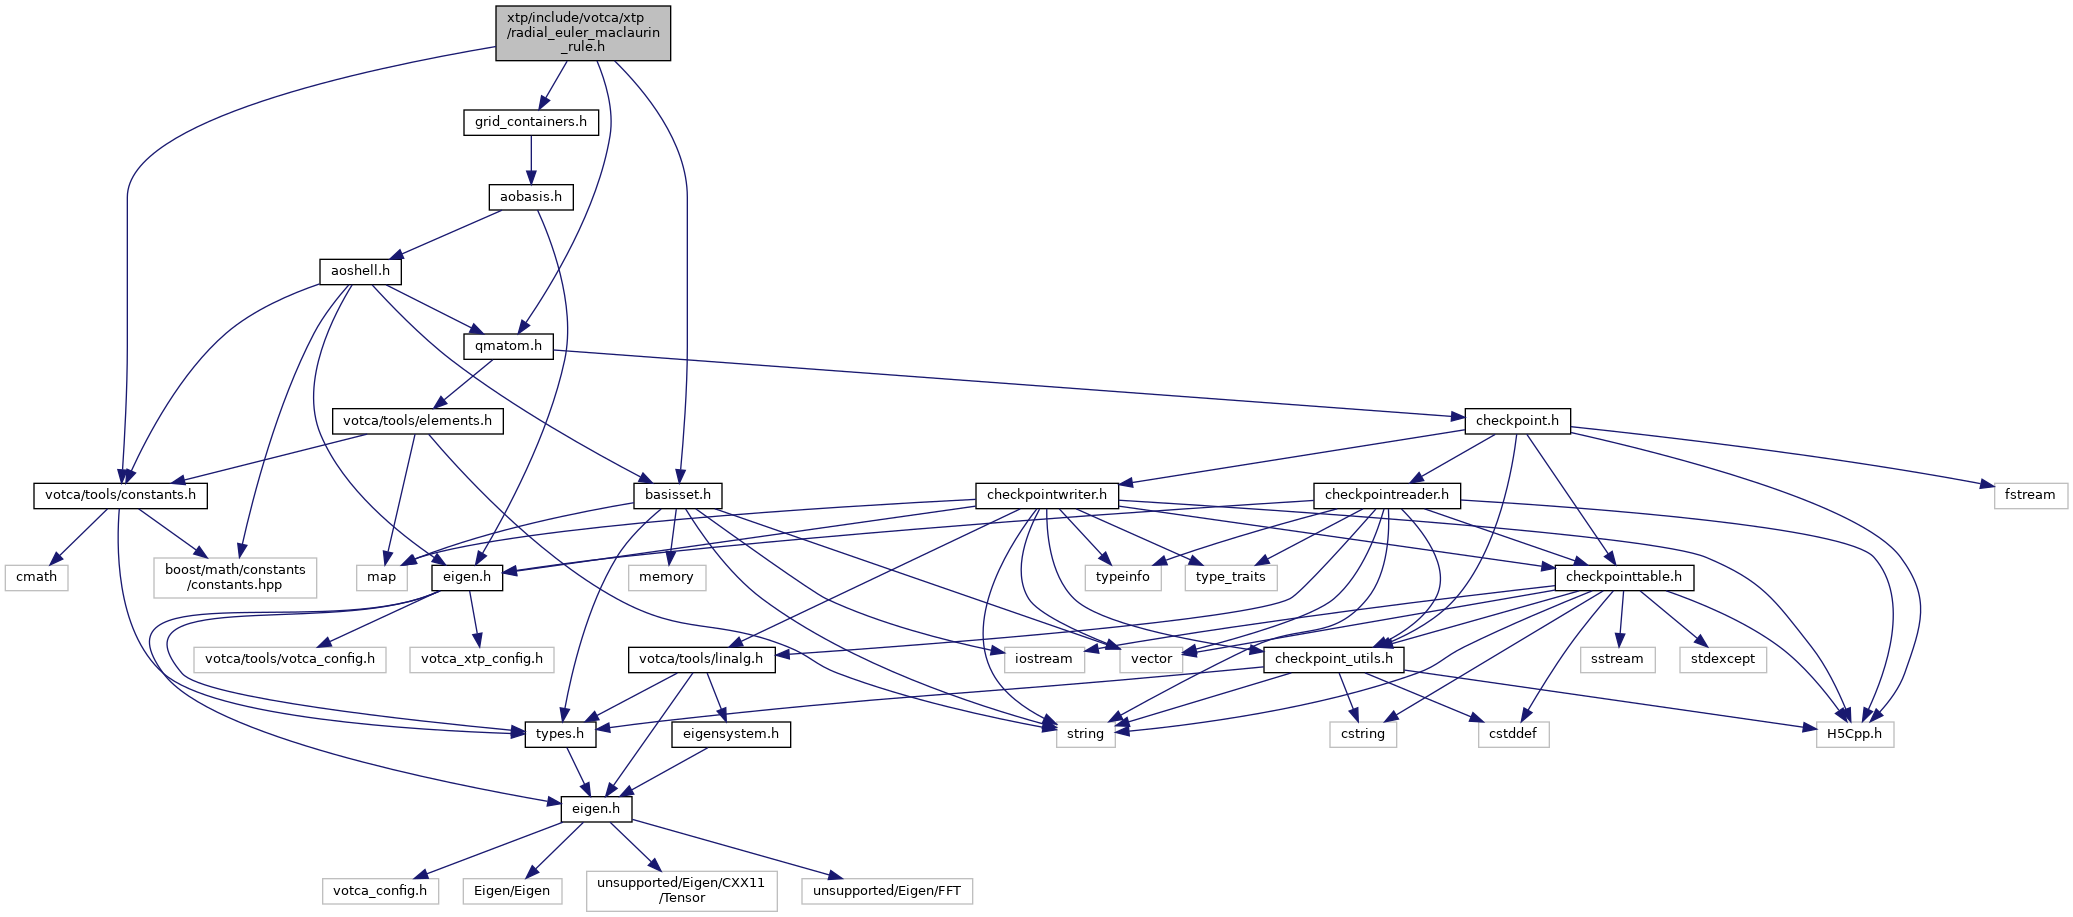 xtp/include/votca/xtp
/radial_euler_maclaurin
_rule.h
grid_containers.h
aobasis.h
aoshell.h
qmatom.h
votca/tools/elements.h
checkpoint.h
votca/tools/constants.h
basisset.h
checkpointwriter.h
checkpointreader.h
fstream
cmath
boost/math/constants
/constants.hpp
map
eigen.h
memory
typeinfo
type_traits
checkpointtable.h
votca/tools/votca_config.h
votca_xtp_config.h
votca/tools/linalg.h
iostream
vector
checkpoint_utils.h
sstream
stdexcept
types.h
eigensystem.h
string
cstring
cstddef
H5Cpp.h
eigen.h
votca_config.h
Eigen/Eigen
unsupported/Eigen/CXX11
/Tensor
unsupported/Eigen/FFT